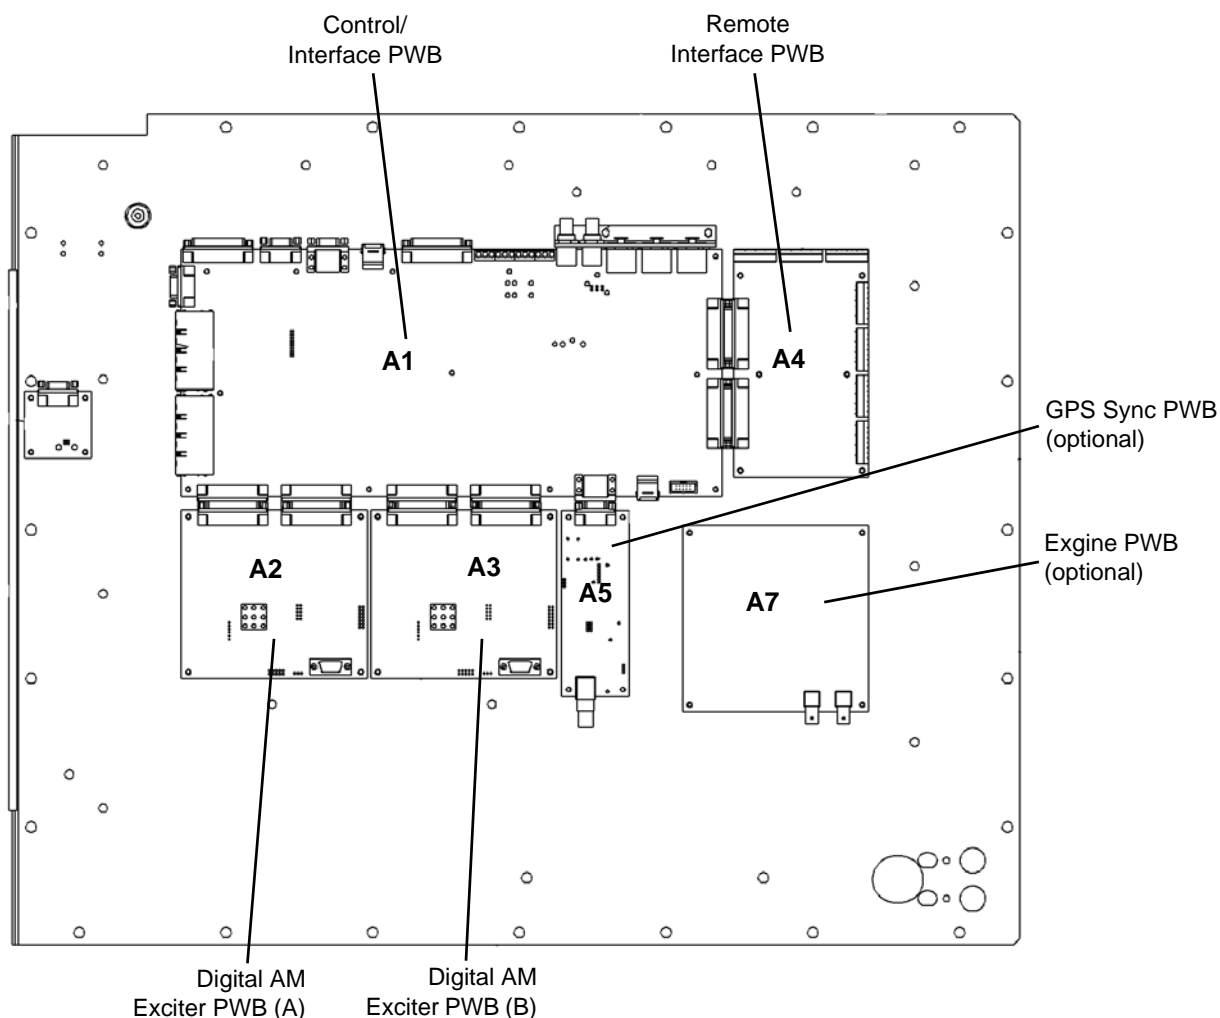 Control/
Interface PWB
Remote
Interface PWB
A1
A4
GPS Sync PWB
(optional)
A2
A3
A5
A7
Exgine PWB
(optional)
Digital AM
Exciter PWB (A)
Digital AM
Exciter PWB (B)